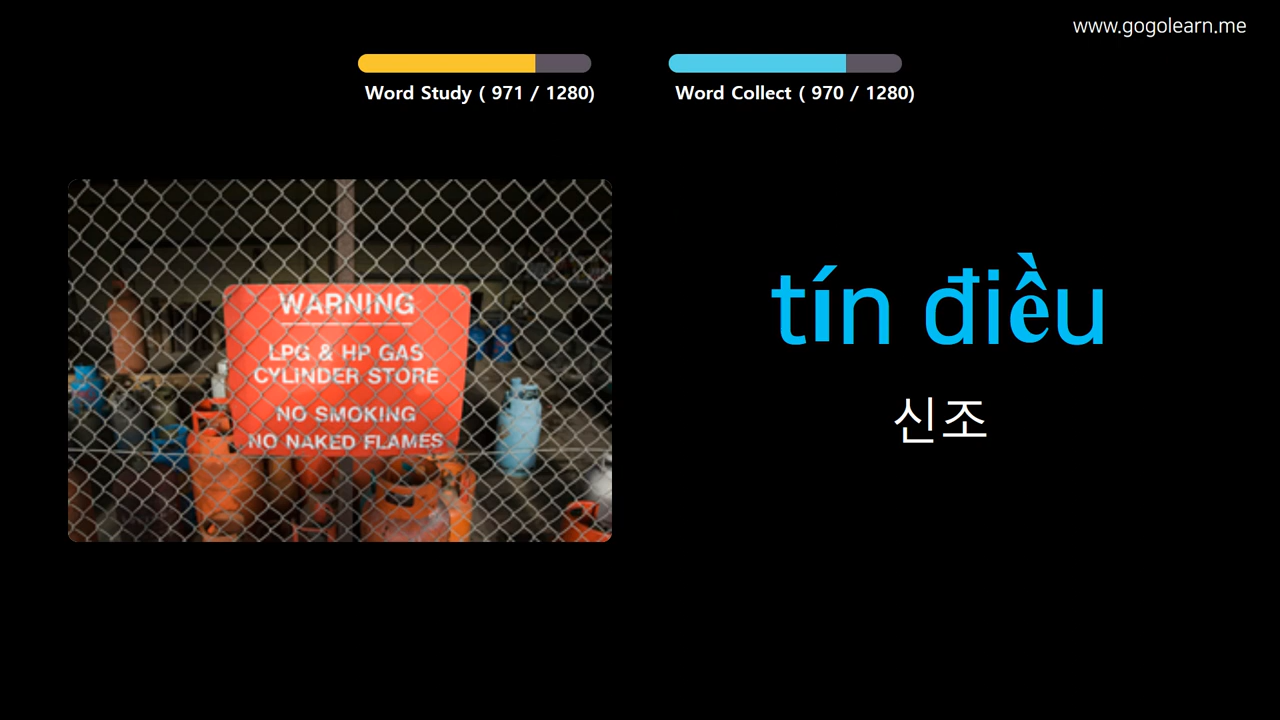 www.gogolearn.me
Word Study ( 971 / 1280)
Word Collect ( 970 / 1280)
WARNING
LPG & HP GAS
CYLINDER STORE
NO SMOKING
NO NAKED FLAMES
tín điều
신조